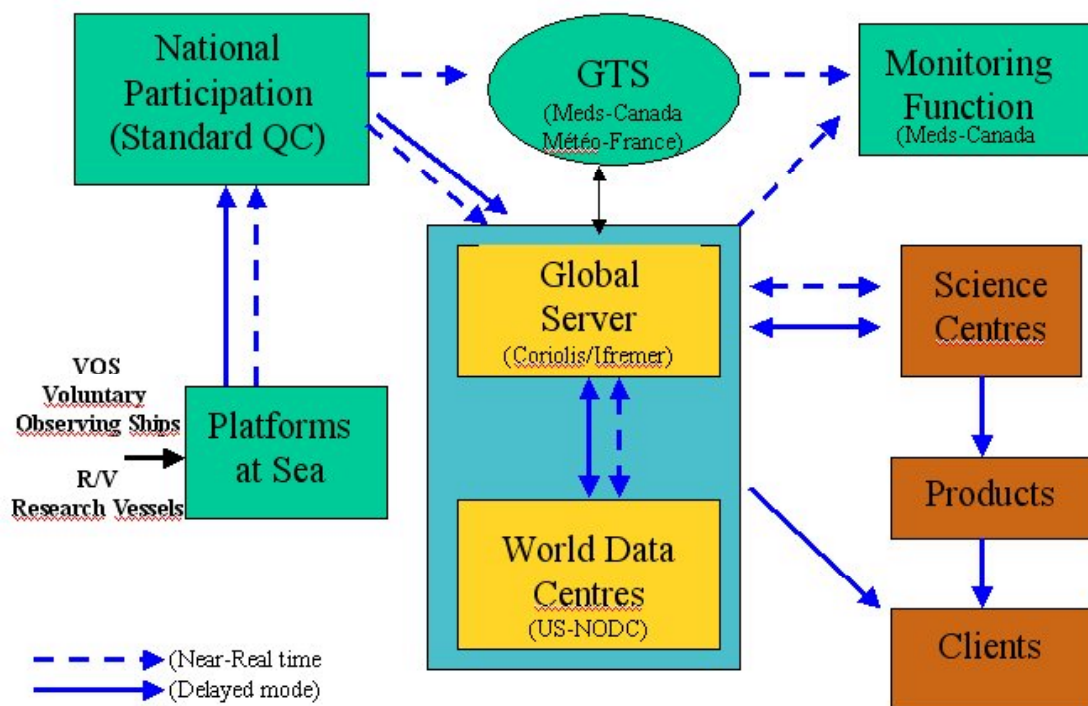 National
Participation
(Standard QC)
GTS
(Meds-Canada
Météo-France)
Monitoring
Function
(Meds-Canada
Global
Server
(Coriolis/Ifremer)
Science
Centres
VOS
Voluntary
Observing Ships
R/V
Research Vessels
Platforms
at Sea
Products
World Data
Centres
(US-NODC)
Clients
(Near-Real time
(Delayed mode)